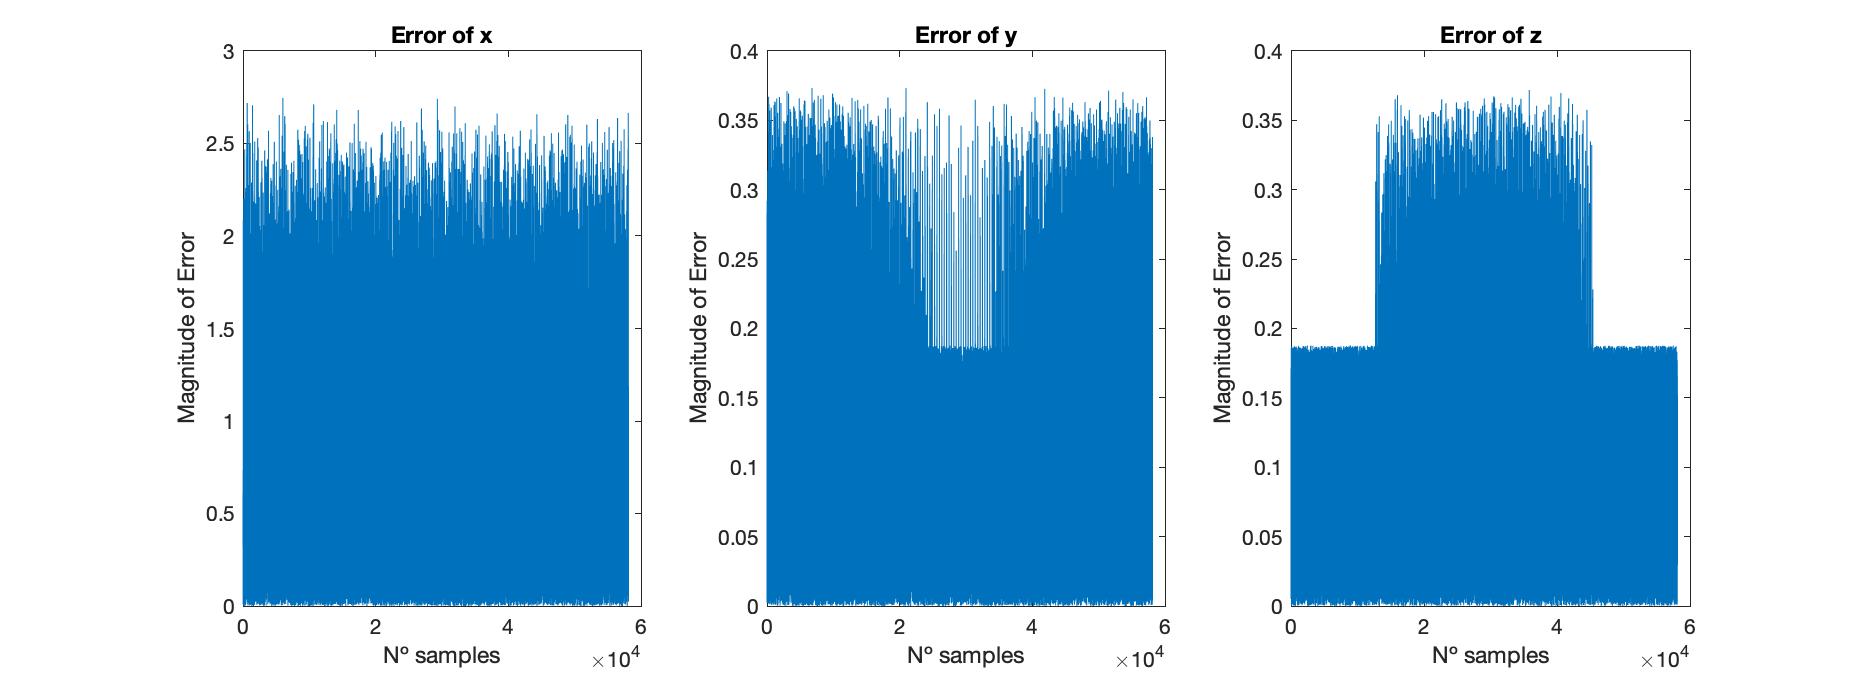 Error of x
3
2.5
2
1.5
1
0.5
0
0 2 4 6
Magnitude of Error
Nº samples
×10^4
Error of y
0.4
0.35
0.3
0.25
0.2
0.15
0.1
0.05
0
0 2 4 6
Magnitude of Error
Nº samples
×10^4
Error of z
0.4
0.35
0.3
0.25
0.2
0.15
0.1
0.05
0
0 2 4 6
Magnitude of Error
Nº samples
×10^4